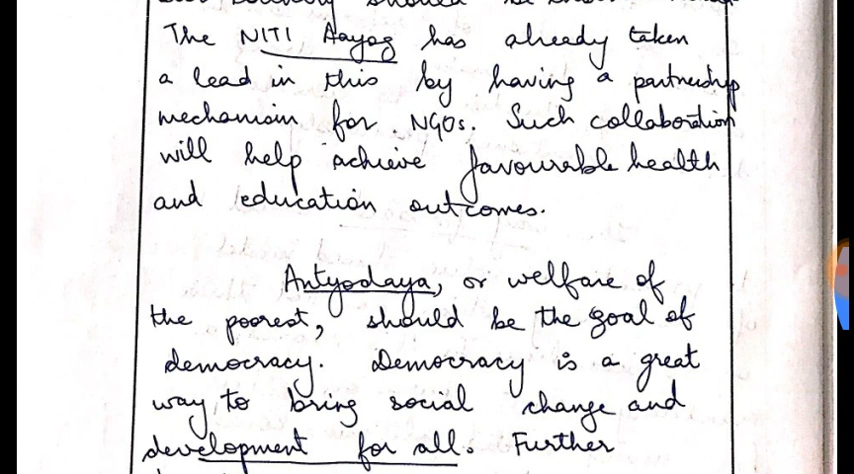 The NITI Aayog has already taken
a lead in this by having a partnership
mechanism for NGOs. Such collaboration
will help achieve favourable health
and education outcomes.
Antyodaya, or welfare of
the poorest, should be the goal of
democracy. Democracy is a great
way to bring social change and
development for all. Further